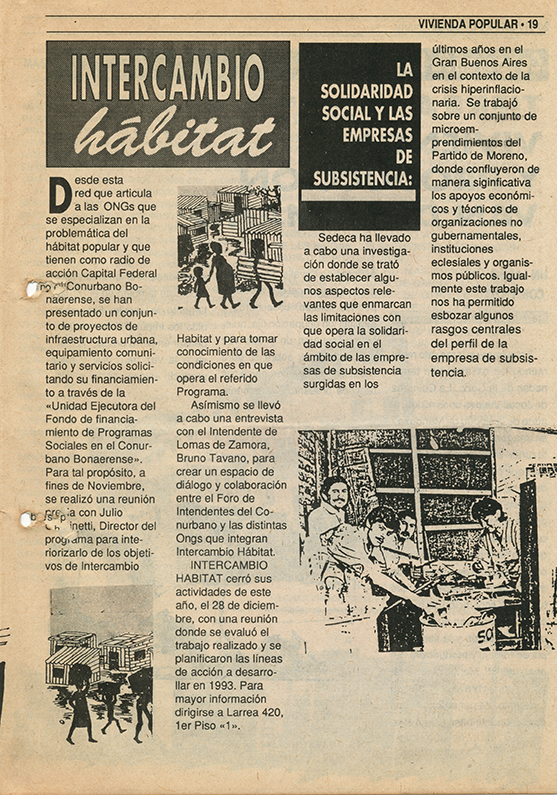 VIVIENDA POPULAR • 19
INTERCAMBIO
hábitat
Desde esta
red que articula
a las ONGs que
se especializan en la
problemática del
hábitat popular y que
tienen como radio de
acción Capital Federal
Conurbano Bo-
naerense, se han
presentado un conjun-
to de proyectos de
infraestructura urbana,
equipamiento comuni-
tario y servicios solici-
tando su financiamien-
to a través de la
«Unidad Ejecutora del
Fondo de financia-
miento de Programas
Sociales en el Conur-
bano Bonaerense».
Para tal propósito, a
fines de Noviembre,
se realizó una reunión
con Julio
Director del
programa para inte-
riorizarlo de los objeti-
vos de Intercambio
Habitat y para tomar
conocimiento de las
condiciones en que
opera el referido
Programa.
Asímismo se llevó
a cabo una entrevista
con el Intendente de
Lomas de Zamora,
Bruno Tavano, para
crear un espacio de
diálogo y colaboración
entre el Foro de
Intendentes del Co-
nurbano y las distintas
Ongs que integran
Intercambio Hábitat.
INTERCAMBIO
HABITAT cerró sus
actividades de este
año, el 28 de diciem-
bre, con una reunión
donde se evaluó el
trabajo realizado y se
planificaron las líneas
de acción a desarro-
llar en 1993. Para
mayor información
dirigirse a Larrea 420,
1er Piso «1».
LA
SOLIDARIDAD
SOCIAL Y LAS
EMPRESAS
DE
SUBSISTENCIA:
Sedeca ha llevado
a cabo una investiga-
ción donde se trató
de establecer algu-
nos aspectos rele-
vantes que enmarcan
las limitaciones con
que opera la solidari-
dad social en el
ámbito de las empre-
sas de subsistencia
surgidas en los
últimos años en el
Gran Buenos Aires
en el contexto de la
crisis hiperinflacio-
naria. Se trabajó
sobre un conjunto de
microem-
prendimientos del
Partido de Moreno,
donde confluyeron de
manera siginficativa
los apoyos económi-
cos y técnicos de
organizaciones no
gubernamentales,
instituciones
eclesiales y organis-
mos públicos. Igual-
mente este trabajo
nos ha permitido
esbozar algunos
rasgos centrales
del perfil de la
empresa de subsis-
tencia.
50